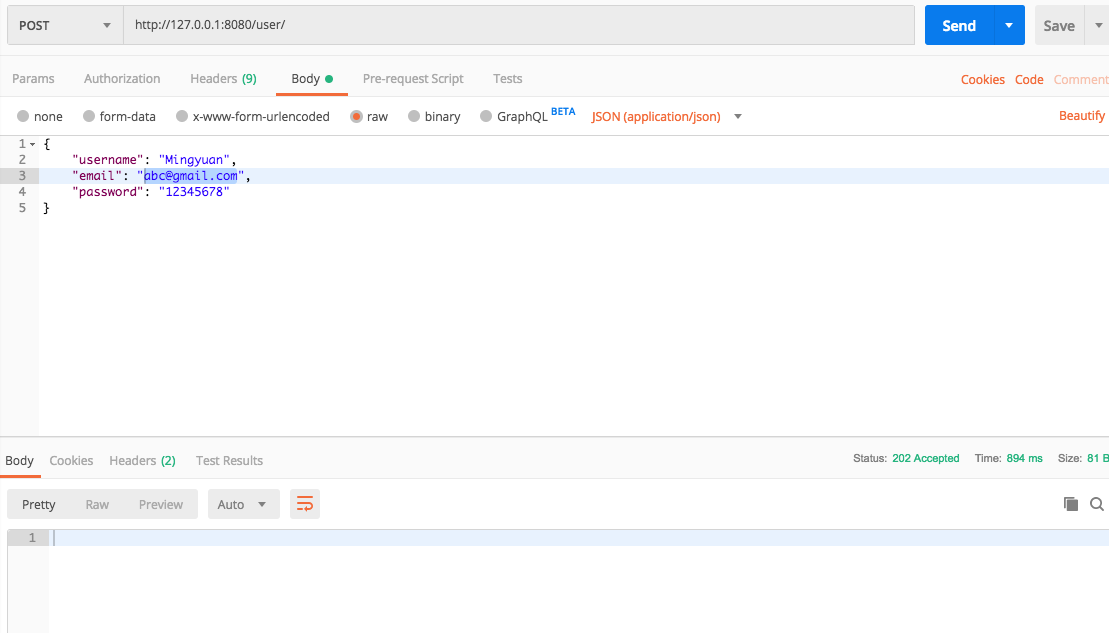 POST http://127.0.0.1:8080/user/ Send Save
Params Authorization Headers (9) Body Pre-request Script Tests Cookies Code Comment
none form-data x-www-form-urlencoded raw binary GraphQL BETA JSON (application/json) Beautify
1 {
2 "username": "Mingyuan",
3 "email": "abc@gmail.com",
4 "password": "12345678"
5 }
Body Cookies Headers (2) Test Results Status: 202 Accepted Time: 894 ms Size: 81 B
Pretty Raw Preview Auto
1